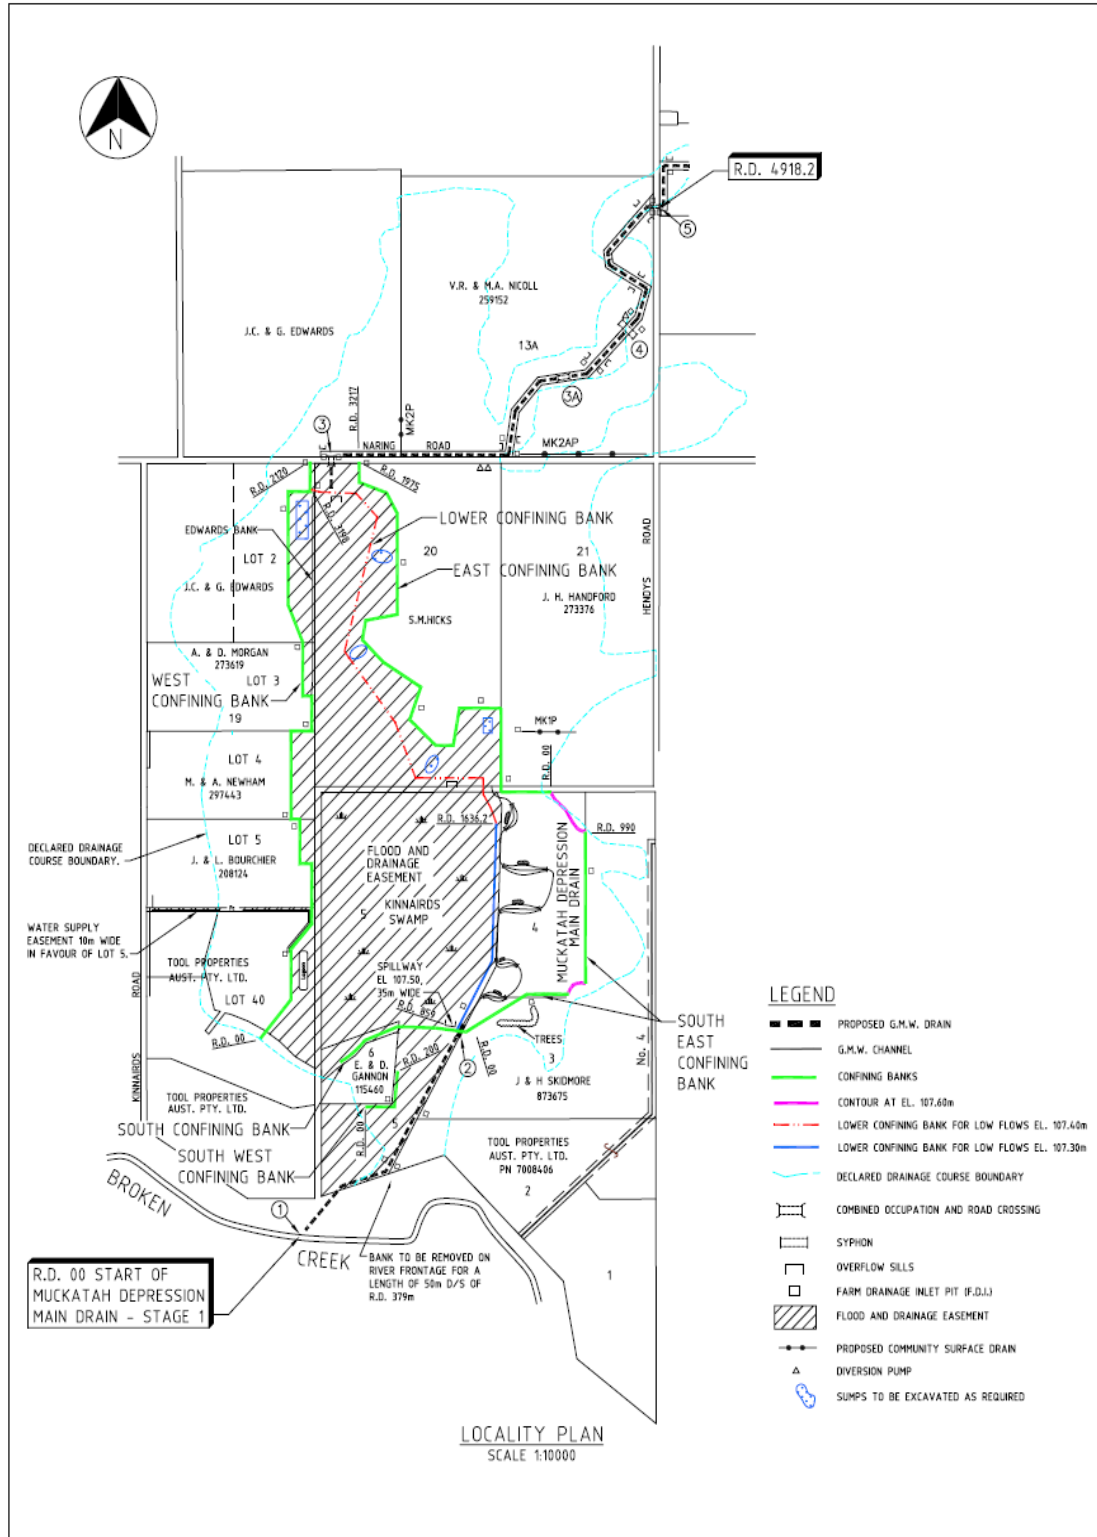 N
R.D. 4918.2
5
V.R. & M.A. NICOLL
259152
J.C. & G. EDWARDS
13A
4
3A
R.D. 3217
MK2P
3
NARING ROAD
MK2AP
R.D. 2120
R.D. 1975
R.D. 3198
LOWER CONFINING BANK
EDWARDS BANK
20
21
HENDYS ROAD
LOT 2
EAST CONFINING BANK
J.C. & G. EDWARDS
J. H. HANDFORD
273376
S.M.HICKS
A. & D. MORGAN
273619
LOT 3
WEST
CONFINING BANK
19
MK1P
R.D. 00
LOT 4
M. & A. NEWHAM
297443
R.D. 1636.2
R.D. 990
LOT 5
J. & L. BOURCHIER
208124
DECLARED DRAINAGE
COURSE BOUNDARY.
FLOOD AND
DRAINAGE
EASEMENT
KINNAIRDS
SWAMP
5
4
MUCKATAH DEPRESSION
MAIN DRAIN
WATER SUPPLY
EASEMENT 10m WIDE
IN FAVOUR OF LOT 5.
TOOL PROPERTIES
AUST. PTY. LTD.
LOT 40
SPILLWAY
EL 107.50,
35m WIDE
R.D. 859
KINNAIRDS ROAD
R.D. 00
TREES
3
SOUTH
EAST
CONFINING
BANK
No. 4
6
E. & D.
GANNON
115460
R.D. 200
2
R.D. 00
J & H SKIDMORE
873675
TOOL PROPERTIES
AUST. PTY. LTD.
SOUTH CONFINING BANK
R.D. 00
5
SOUTH WEST
CONFINING BANK
TOOL PROPERTIES
AUST. PTY. LTD.
PN 7008406
2
BROKEN CREEK
1
BANK TO BE REMOVED ON
RIVER FRONTAGE FOR A
LENGTH OF 50m D/S OF
R.D. 379m
1
R.D. 00 START OF
MUCKATAH DEPRESSION
MAIN DRAIN - STAGE 1
LEGEND
PROPOSED G.M.W. DRAIN
G.M.W. CHANNEL
CONFINING BANKS
CONTOUR AT EL. 107.60m
LOWER CONFINING BANK FOR LOW FLOWS EL. 107.40m
LOWER CONFINING BANK FOR LOW FLOWS EL. 107.30m
DECLARED DRAINAGE COURSE BOUNDARY
COMBINED OCCUPATION AND ROAD CROSSING
SYPHON
OVERFLOW SILLS
FARM DRAINAGE INLET PIT (F.D.I.)
FLOOD AND DRAINAGE EASEMENT
PROPOSED COMMUNITY SURFACE DRAIN
DIVERSION PUMP
SUMPS TO BE EXCAVATED AS REQUIRED
LOCALITY PLAN
SCALE 1:10000